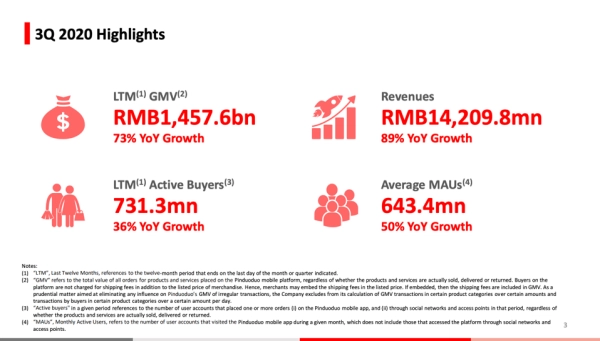 3Q 2020 Highlights
LTM(1) GMV(2)
RMB1,457.6bn
73% YoY Growth
Revenues
RMB14,209.8mn
89% YoY Growth
LTM(1) Active Buyers(3)
731.3mn
36% YoY Growth
Average MAUs(4)
643.4mn
50% YoY Growth
Notes:
(1) "LTM", Last Twelve Months, references to the twelve-month period that ends on the last day of the month or quarter indicated.
(2) "GMV" refers to the total value of all orders for products and services placed on the Pinduoduo mobile platform, regardless of whether the products and services are actually sold, delivered or returned. Buyers on the
platform are not charged for shipping fees in addition to the listed price of merchandise. Hence, merchants may embed the shipping fees in the listed price. If embedded, then the shipping fees are included in GMV. As a
prudential matter aimed at eliminating any influence on Pinduoduo's GMV of irregular transactions, the Company excludes from its calculation of GMV transactions in certain product categories over certain amounts and
transactions by buyers in certain product categories over a certain amount per day.
(3) "Active buyers" in a given period references to the number of user accounts that placed one or more orders (i) on the Pinduoduo mobile app, and (ii) through social networks and access points in that period, regardless of
whether the products and services are actually sold, delivered or returned.
(4) "MAUs", Monthly Active Users, refers to the number of user accounts that visited the Pinduoduo mobile app during a given month, which does not include those that accessed the platform through social networks and
access points.
3